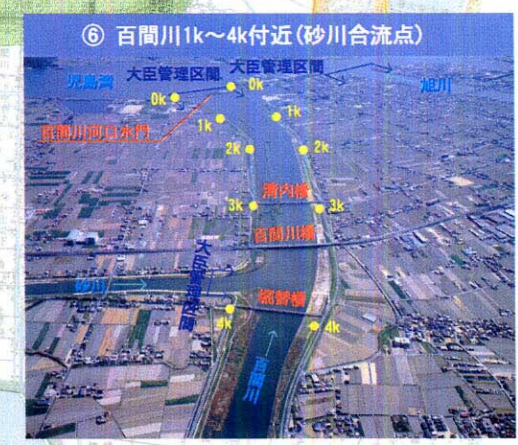 ⑥ 百間川1k～4k付近(砂川合流点)
大臣管理区間
大臣管理区間
児島湾
旭川
0k
0k
百間川河口水門
1k
1k
2k
2k
清内橋
3k
3k
百間川橋
大臣管理区間
砂川
4k
4k
百間川